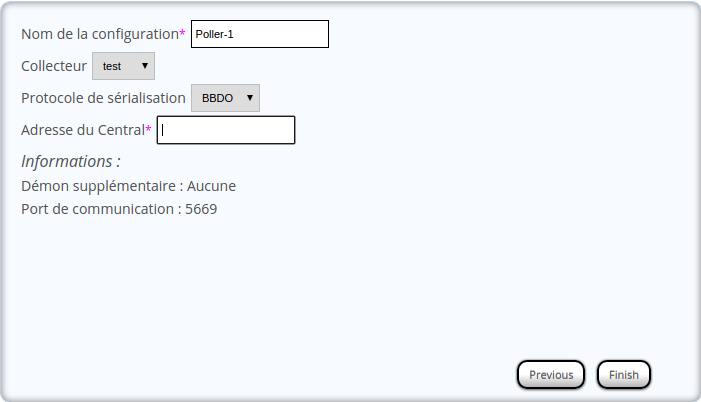 Nom de la configuration* Poller-1
Collecteur test
Protocole de sérialisation BBDO
Adresse du Central*
Informations :
Démon supplémentaire : Aucune
Port de communication : 5669
Previous Finish